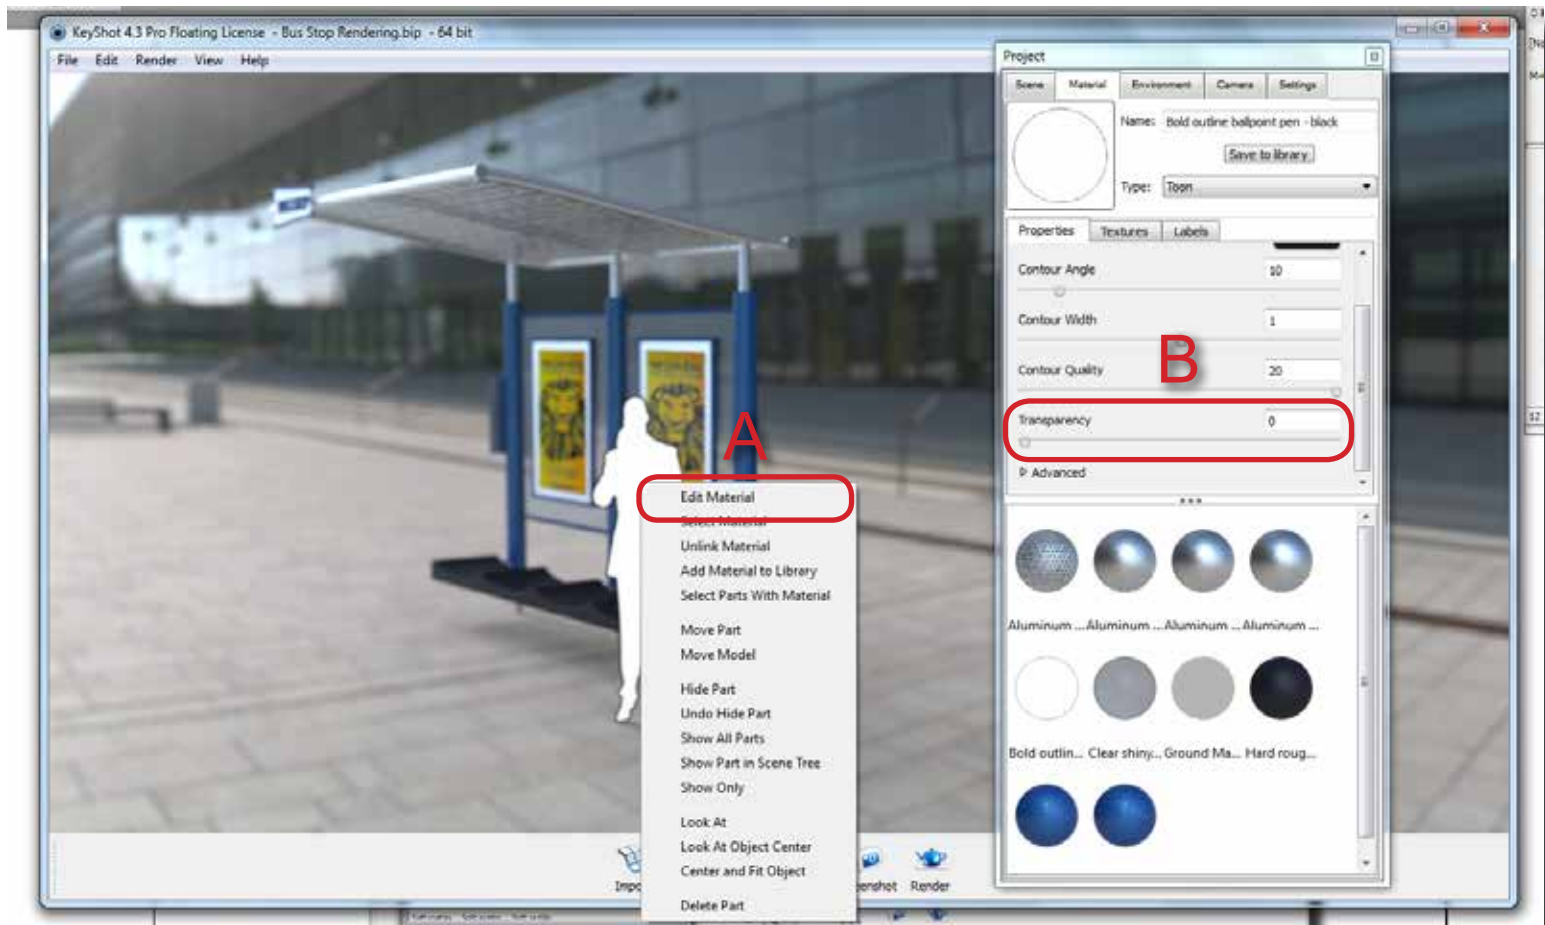 KeyShot 4.3 Pro Floating License - Bus Stop Rendering.bip - 64 bit
File Edit Render View Help
Project
Scene Material Environment Camera Settings
Name: Bold outline ballpoint pen - black
Save to library
Type: Toon
Properties Textures Labels
Contour Angle 10
Contour Width 1
B
Contour Quality 20
Transparency 0
Advanced
A
Edit Material
Select Material
Unlink Material
Add Material to Library
Select Parts With Material
Move Part
Move Model
Hide Part
Undo Hide Part
Show All Parts
Show Part in Scene Tree
Show Only
Look At
Look At Object Center
Center and Fit Object
Delete Part
Aluminum ... Aluminum ... Aluminum ... Aluminum ...
Bold outlin... Clear shiny... Ground Ma... Hard roug...
Impo
enshot Render
12